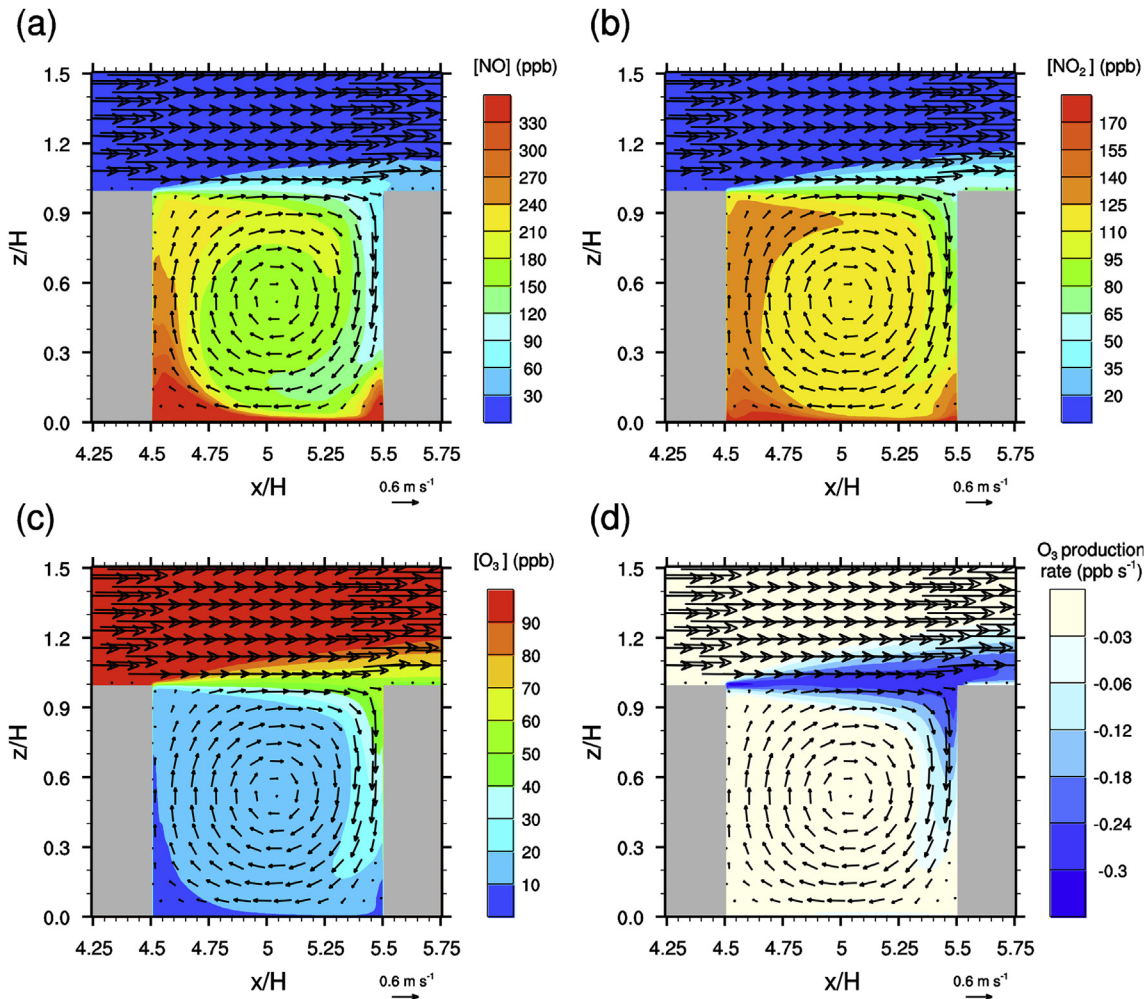 (a)
[NO] (ppb)
1.5
1.2
0.9
0.6
0.3
0.0
z/H
4.25 4.5 4.75 5 5.25 5.5 5.75
x/H
0.6 m s⁻¹
330
300
270
240
210
180
150
120
90
60
30
(b)
[NO₂] (ppb)
1.5
1.2
0.9
0.6
0.3
0.0
z/H
4.25 4.5 4.75 5 5.25 5.5 5.75
x/H
0.6 m s⁻¹
170
155
140
125
110
95
80
65
50
35
20
(c)
[O₃] (ppb)
1.5
1.2
0.9
0.6
0.3
0.0
z/H
4.25 4.5 4.75 5 5.25 5.5 5.75
x/H
0.6 m s⁻¹
90
80
70
60
50
40
30
20
10
(d)
O₃ production
rate (ppb s⁻¹)
1.5
1.2
0.9
0.6
0.3
0.0
z/H
4.25 4.5 4.75 5 5.25 5.5 5.75
x/H
0.6 m s⁻¹
-0.03
-0.06
-0.12
-0.18
-0.24
-0.3